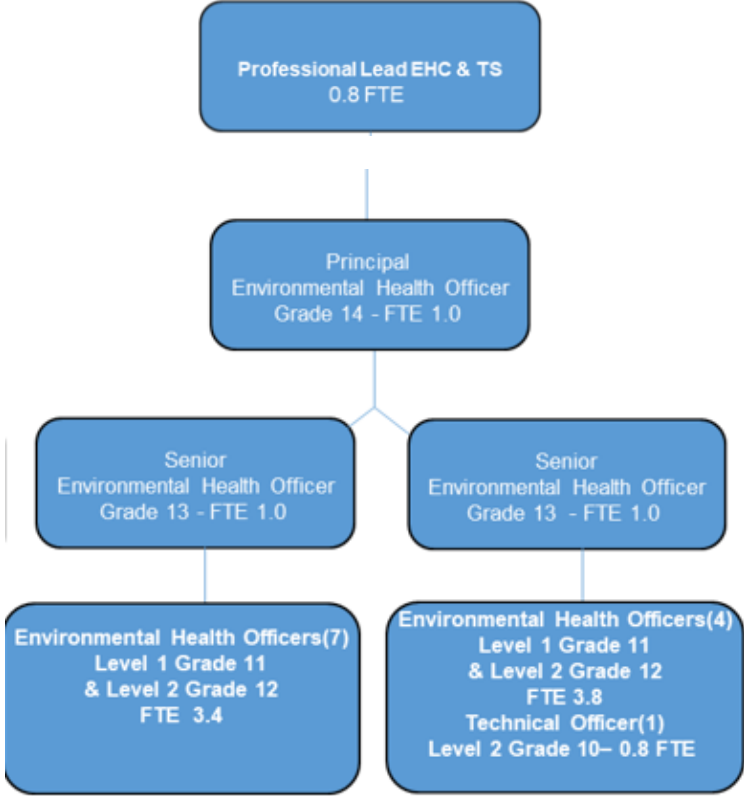 Professional Lead EHC & TS
0.8 FTE
Principal
Environmental Health Officer
Grade 14 - FTE 1.0
Senior
Environmental Health Officer
Grade 13 - FTE 1.0
Senior
Environmental Health Officer
Grade 13 - FTE 1.0
Environmental Health Officers(7)
Level 1 Grade 11
& Level 2 Grade 12
FTE 3.4
Environmental Health Officers(4)
Level 1 Grade 11
& Level 2 Grade 12
FTE 3.8
Technical Officer(1)
Level 2 Grade 10– 0.8 FTE